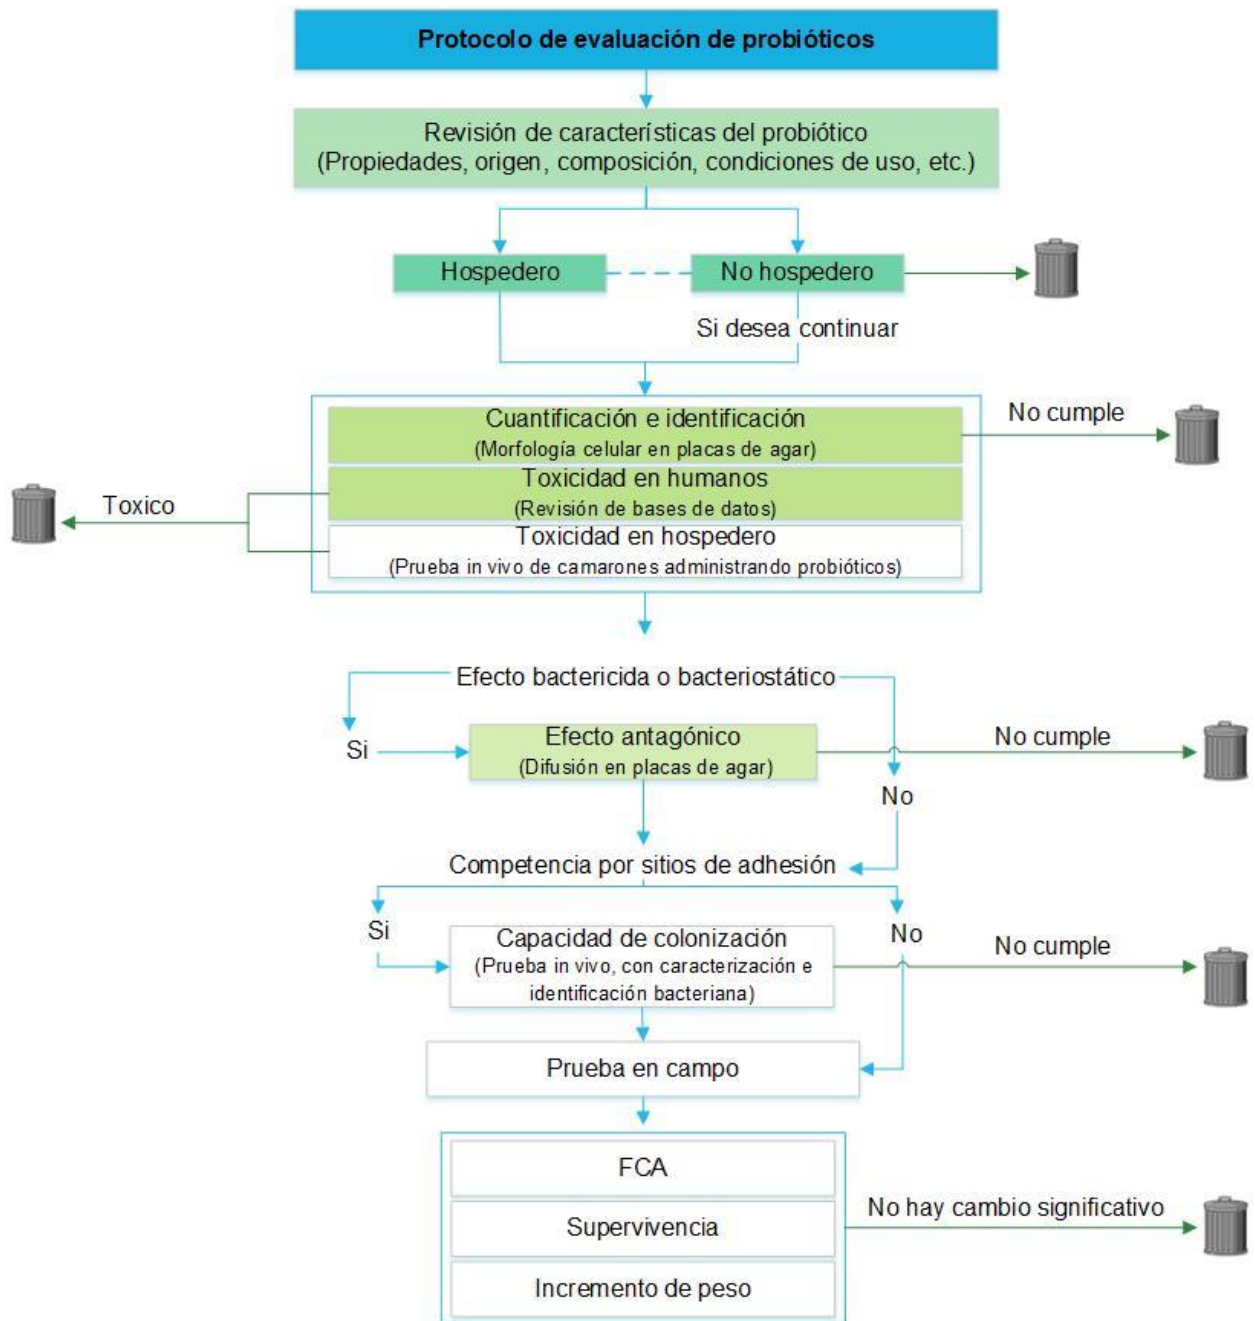 Protocolo de evaluación de probióticos
Revisión de características del probiótico
(Propiedades, origen, composición, condiciones de uso, etc.)
Hospedero
No hospedero
Si desea continuar
Cuantificación e identificación
(Morfología celular en placas de agar)
No cumple
Toxicidad en humanos
(Revisión de bases de datos)
Toxico
Toxicidad en hospedero
(Prueba in vivo de camarones administrando probióticos)
Efecto bactericida o bacteriostático
Si
Efecto antagónico
(Difusión en placas de agar)
No cumple
No
Competencia por sitios de adhesión
Si
Capacidad de colonización
(Prueba in vivo, con caracterización e
identificación bacteriana)
No
No cumple
Prueba en campo
FCA
Supervivencia
Incremento de peso
No hay cambio significativo